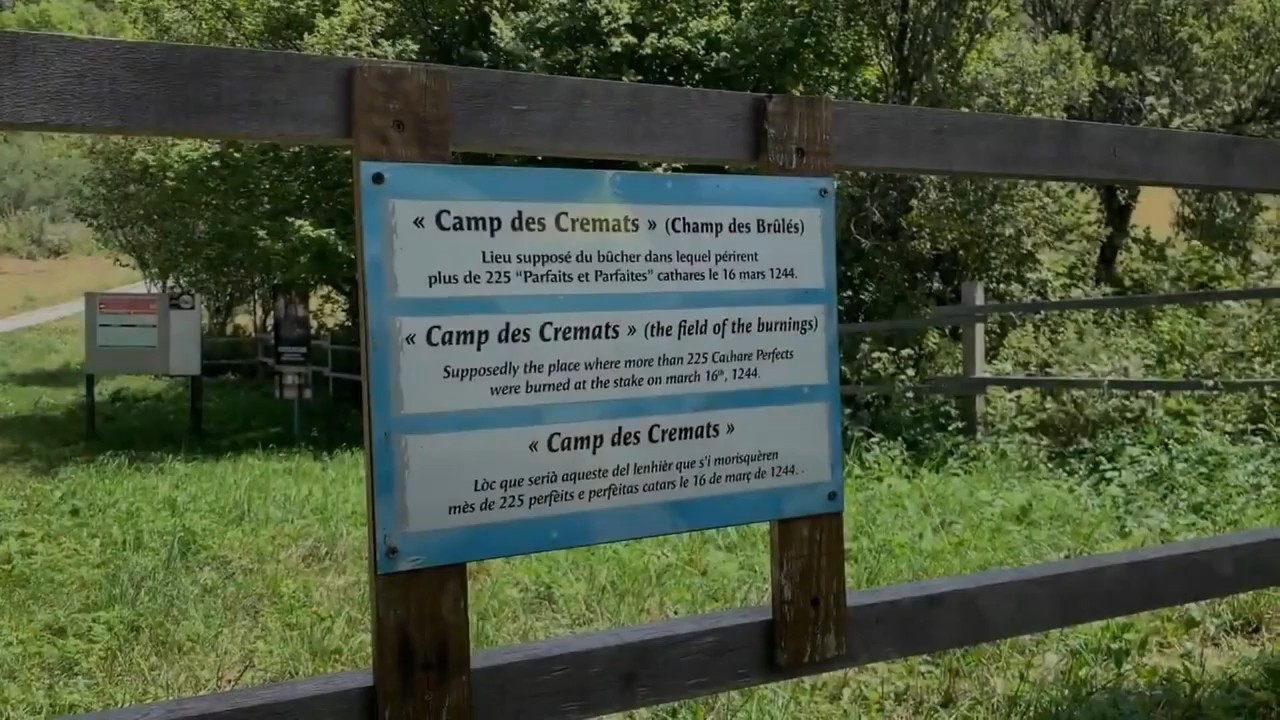 « Camp des Cremats » (Champ des Brûlés)
Lieu supposé du bûcher dans lequel périrent
plus de 225 "Parfaits et Parfaites" cathares le 16 mars 1244.
« Camp des Cremats » (the field of the burnings)
Supposedly the place where more than 225 Cathare Perfects
were burned at the stake on march 16th, 1244.
« Camp des Cremats »
Lòc que serià aqueste del lenhièr que s'i morisquèren
mès de 225 perfèits e perfèitas catars le 16 de març de 1244.